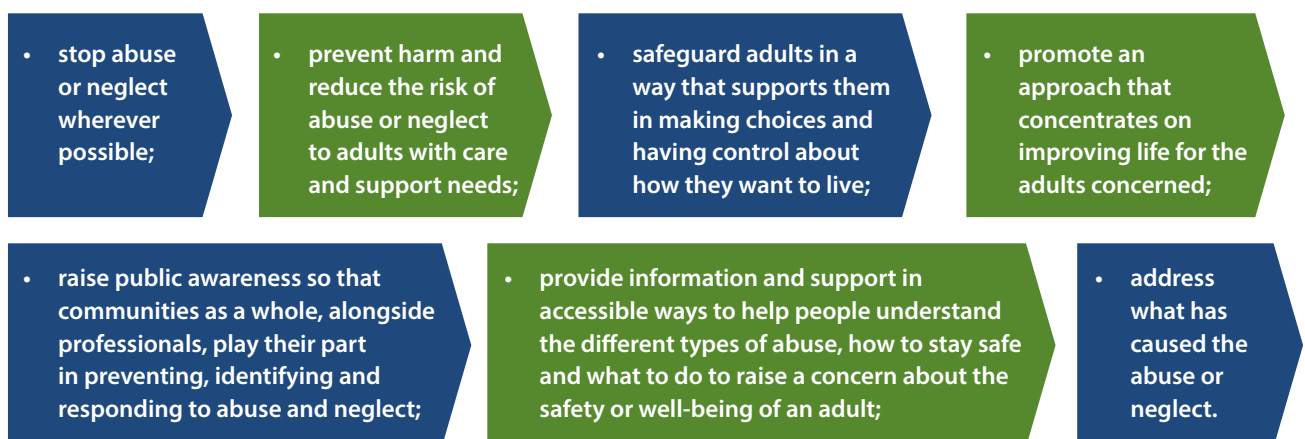 • stop abuse
or neglect
wherever
possible;
• prevent harm and
reduce the risk of
abuse or neglect
to adults with care
and support needs;
• safeguard adults in a
way that supports them
in making choices and
having control about
how they want to live;
• promote an
approach that
concentrates on
improving life for the
adults concerned;
• raise public awareness so that
communities as a whole, alongside
professionals, play their part
in preventing, identifying and
responding to abuse and neglect;
• provide information and support in
accessible ways to help people understand
the different types of abuse, how to stay safe
and what to do to raise a concern about the
safety or well-being of an adult;
• address
what has
caused the
abuse or
neglect.